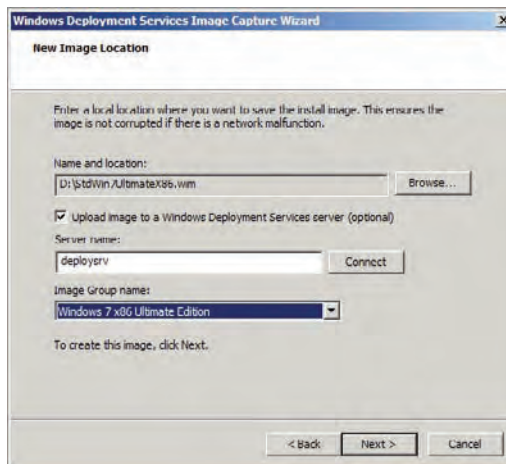 Windows Deployment Services Image Capture Wizard
New Image Location
Enter a local location where you want to save the install image. This ensures the
image is not corrupted if there is a network malfunction.
Name and location:
D:\StdWin7UltimateX86.wim
Browse...
Upload image to a Windows Deployment Services server (optional)
Server name:
deploysrv
Connect
Image Group name:
Windows 7 x86 Ultimate Edition
To create this image, click Next.
< Back
Next >
Cancel